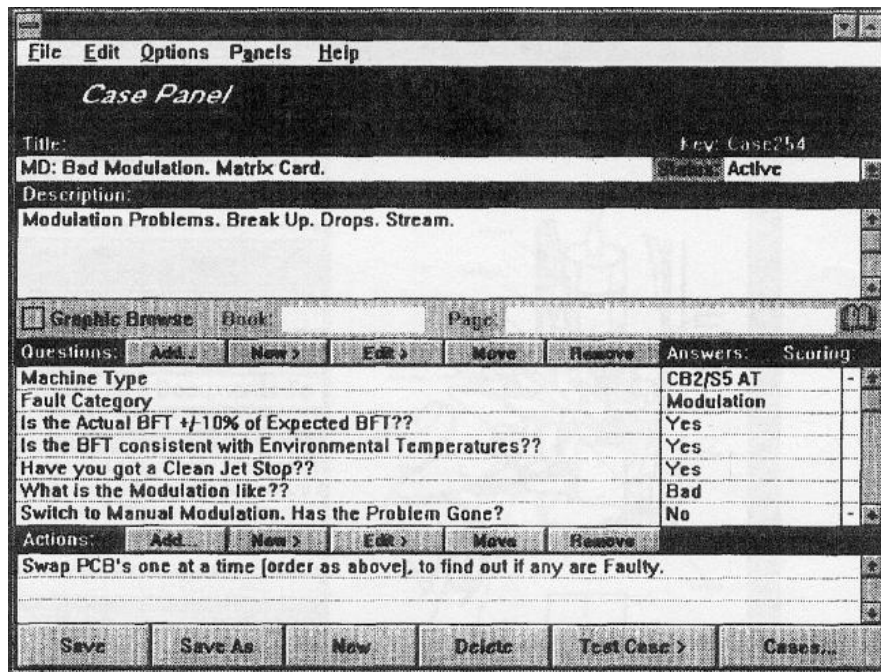 File Edit Options Panels Help
Case Panel
Title: Key: Case254
MD: Bad Modulation. Matrix Card. Status: Active
Description:
Modulation Problems. Break Up. Drops. Stream.
Graphic Browse Book: Page:
Questions: Add... New > Edit > Move Remove Answers: Scoring:
Machine Type CB2/S5 AT -
Fault Category Modulation
Is the Actual BFT +/-10% of Expected BFT?? Yes
Is the BFT consistent with Environmental Temperatures?? Yes
Have you got a Clean Jet Stop?? Yes
What is the Modulation like?? Bad
Switch to Manual Modulation. Has the Problem Gone? No -
Actions: Add... New > Edit > Move Remove
Swap PCB's one at a time (order as above), to find out if any are Faulty.
Save Save As New Delete Test Case > Cases...